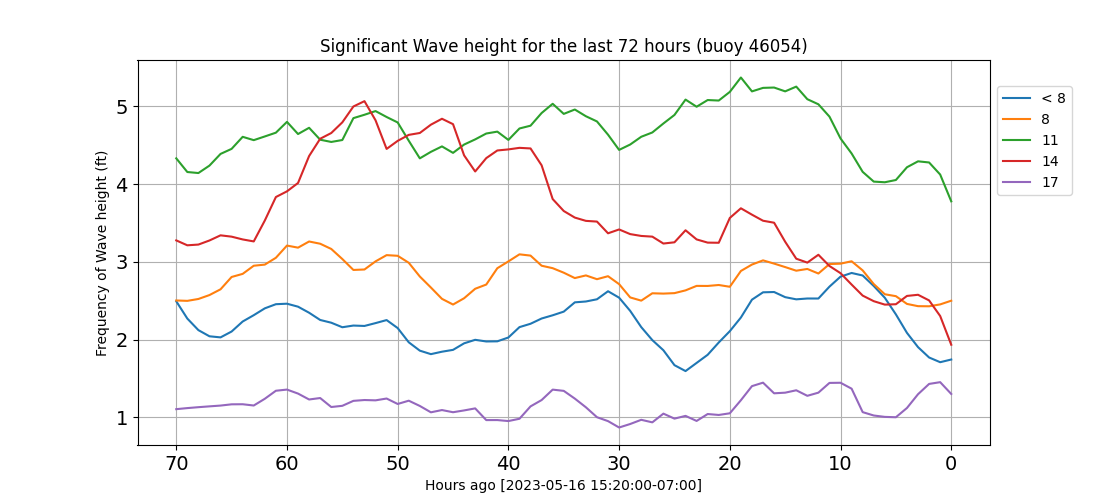 Significant Wave height for the last 72 hours (buoy 46054)
Frequency of Wave height (ft)
5
4
3
2
1
70 60 50 40 30 20 10 0
Hours ago [2023-05-16 15:20:00-07:00]
< 8
8
11
14
17